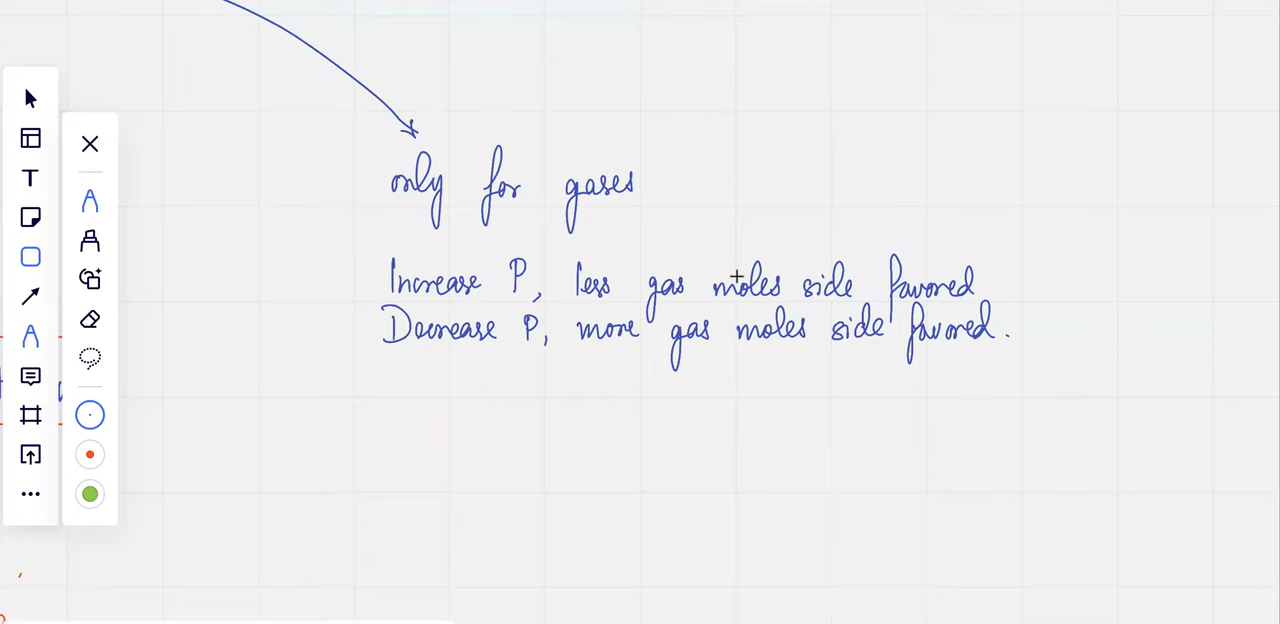 only for gases
Increase P, less gas moles side favored
Decrease P, more gas moles side favored.